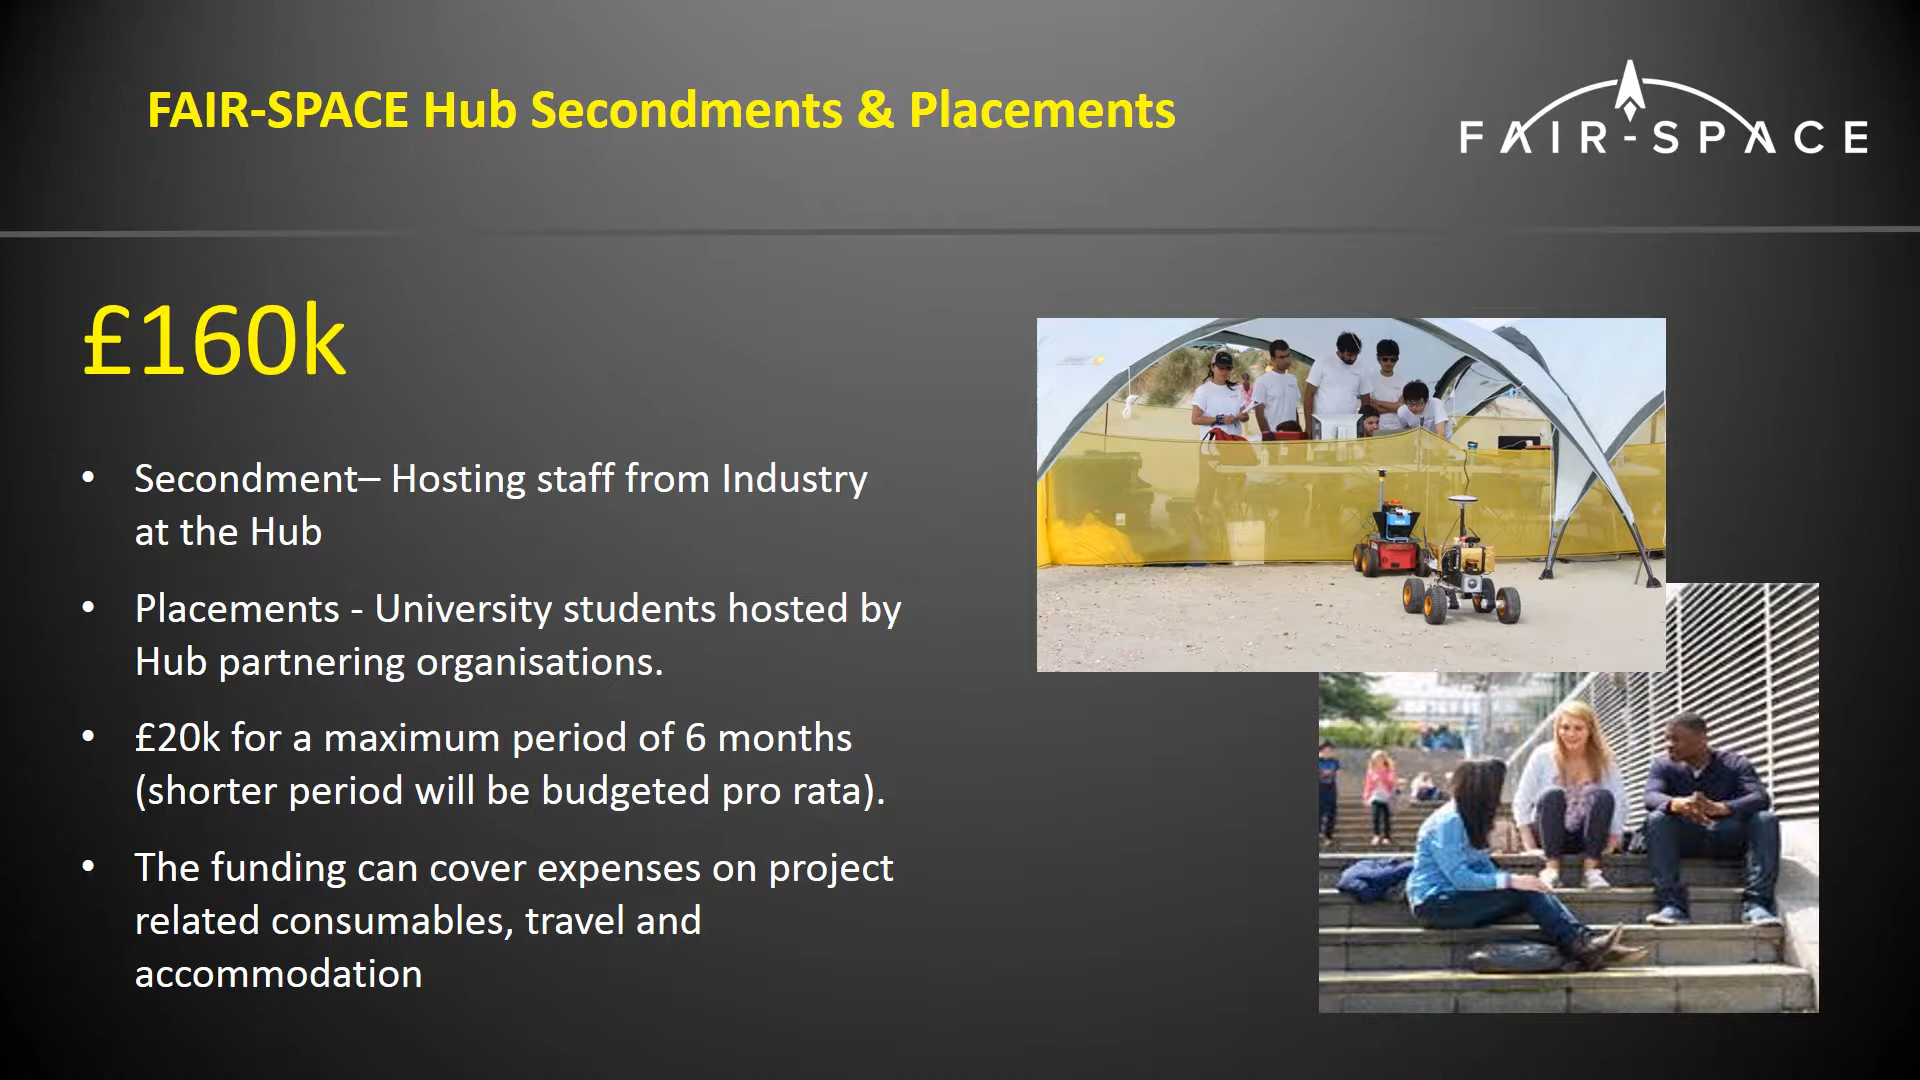 FAIR-SPACE Hub Secondments & Placements
FAIR-SPACE
£160k
• Secondment– Hosting staff from Industry
at the Hub
• Placements - University students hosted by
Hub partnering organisations.
• £20k for a maximum period of 6 months
(shorter period will be budgeted pro rata).
• The funding can cover expenses on project
related consumables, travel and
accommodation